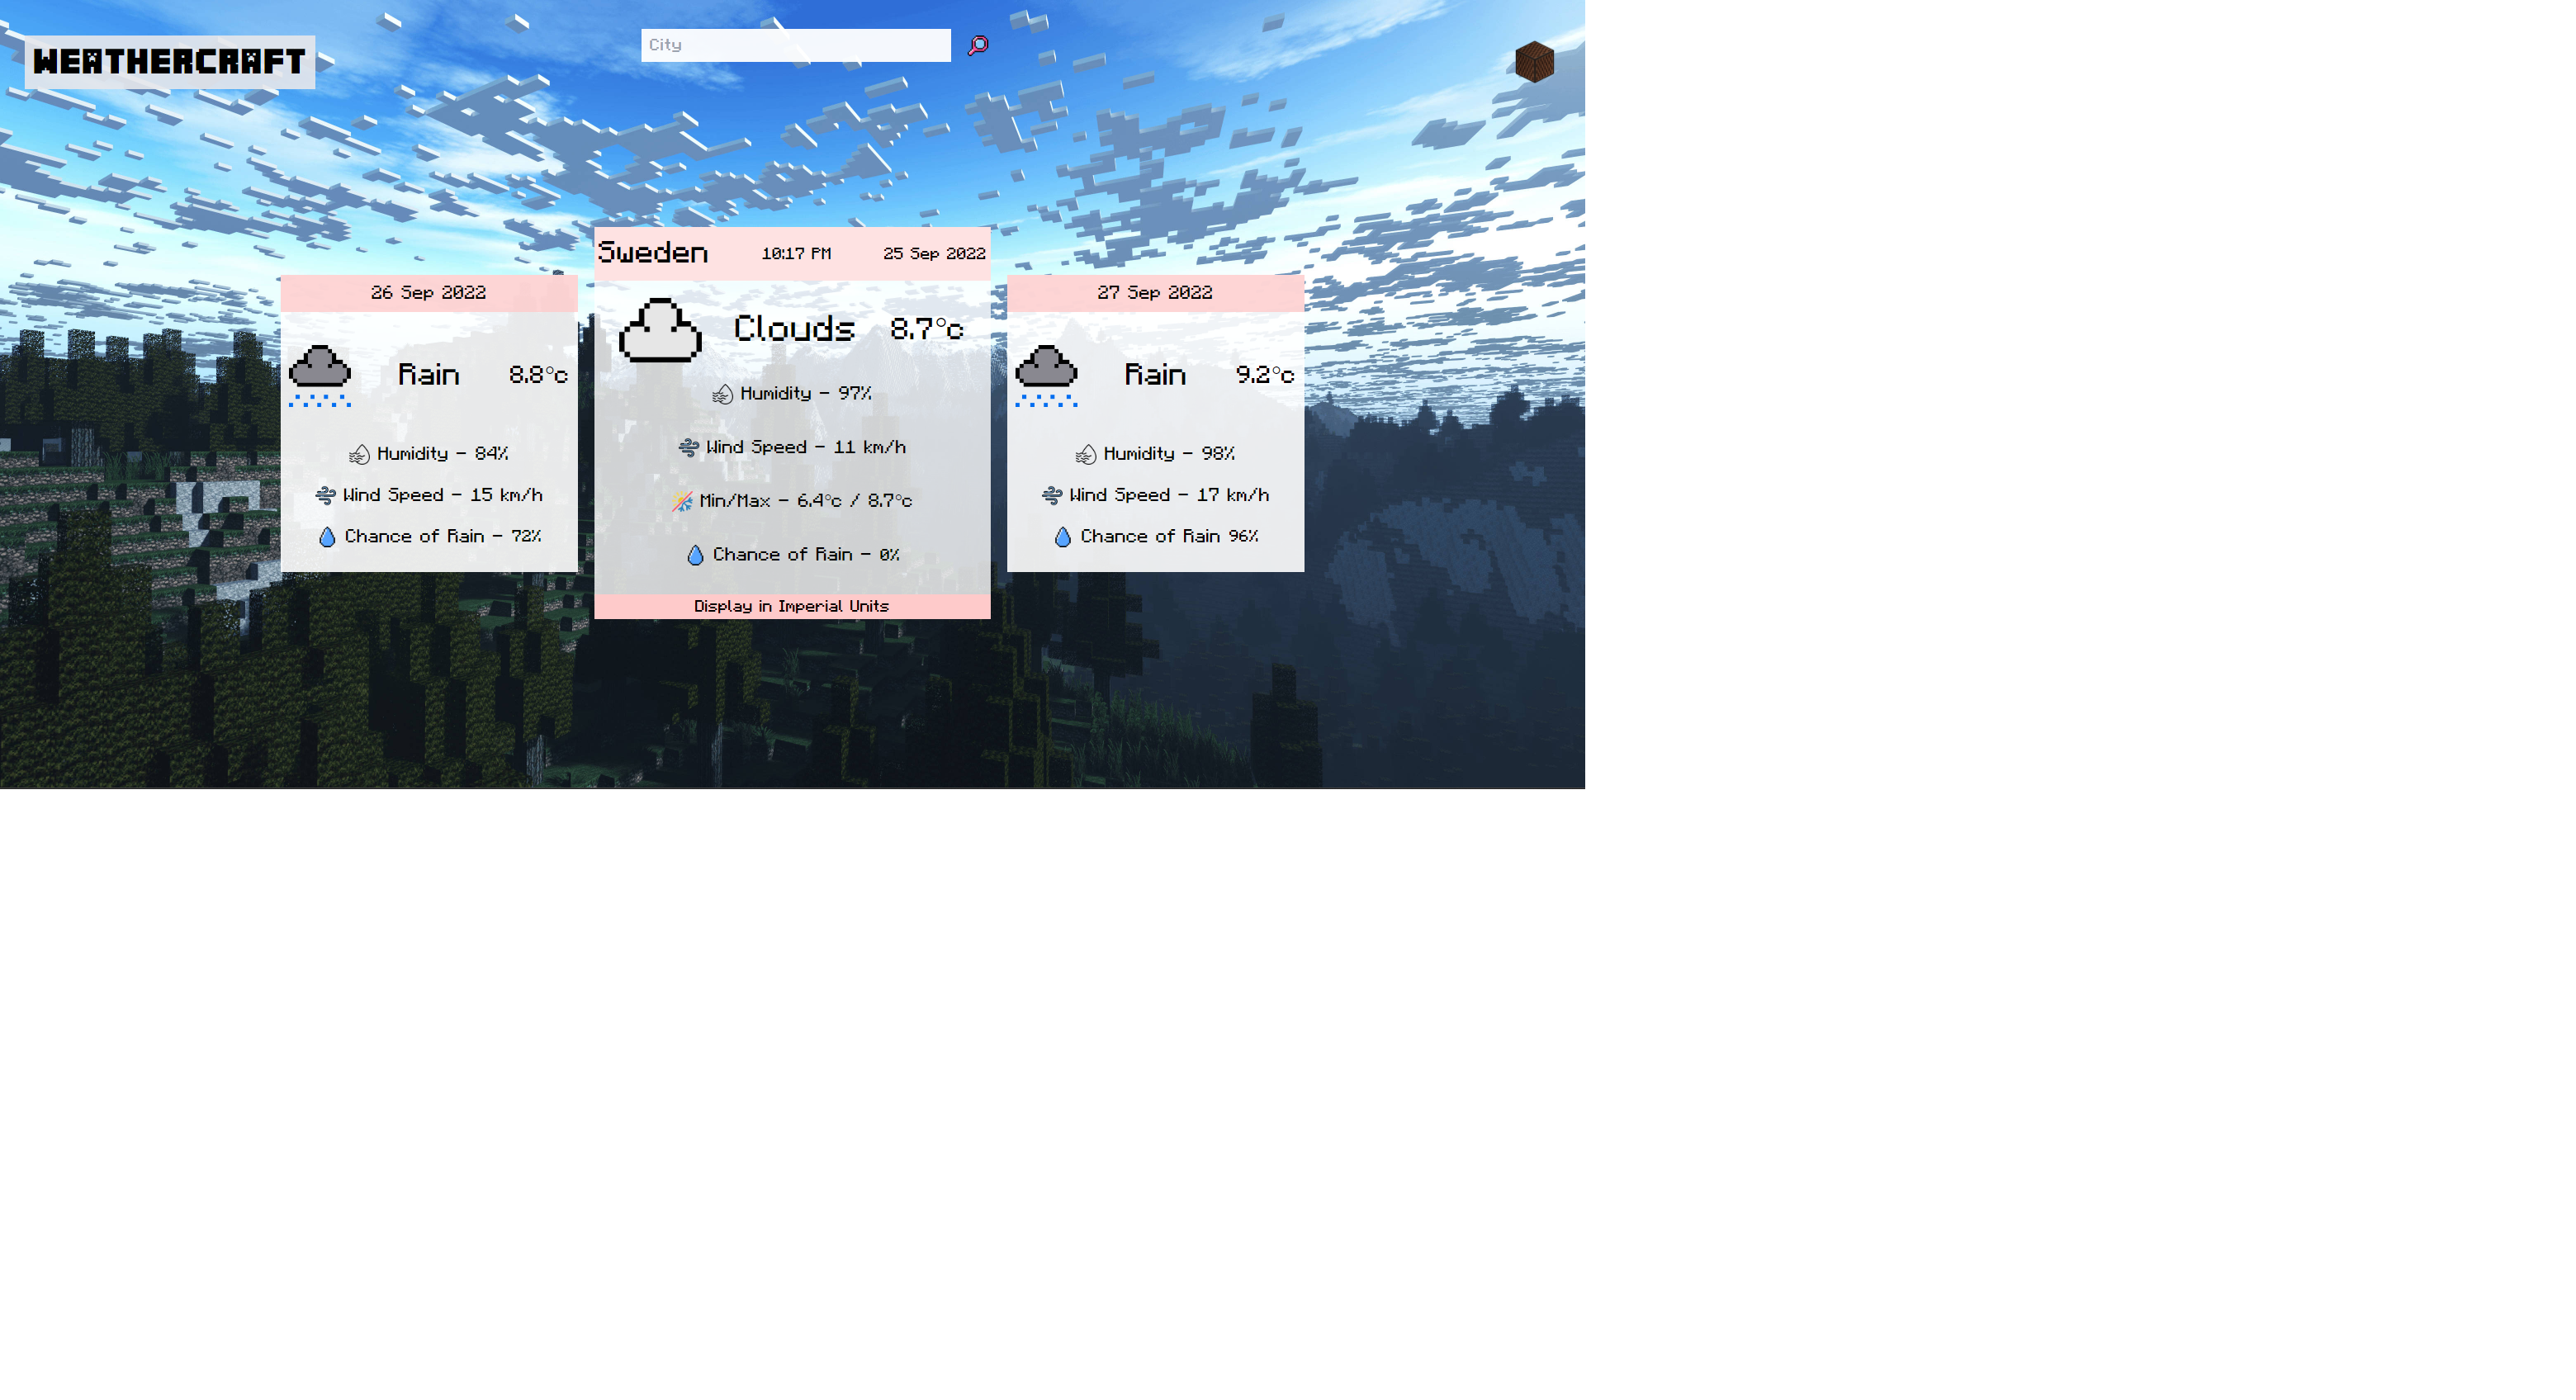 WEATHERCRAFT
City
26 Sep 2022
Rain 8.8°c
Humidity - 84%
Wind Speed - 15 km/h
Chance of Rain - 72%
Sweden 10:17 PM 25 Sep 2022
Clouds 8.7°c
Humidity - 97%
Wind Speed - 11 km/h
Min/Max - 6.4°c / 8.7°c
Chance of Rain - 0%
Display in Imperial Units
27 Sep 2022
Rain 9.2°c
Humidity - 98%
Wind Speed - 17 km/h
Chance of Rain 96%